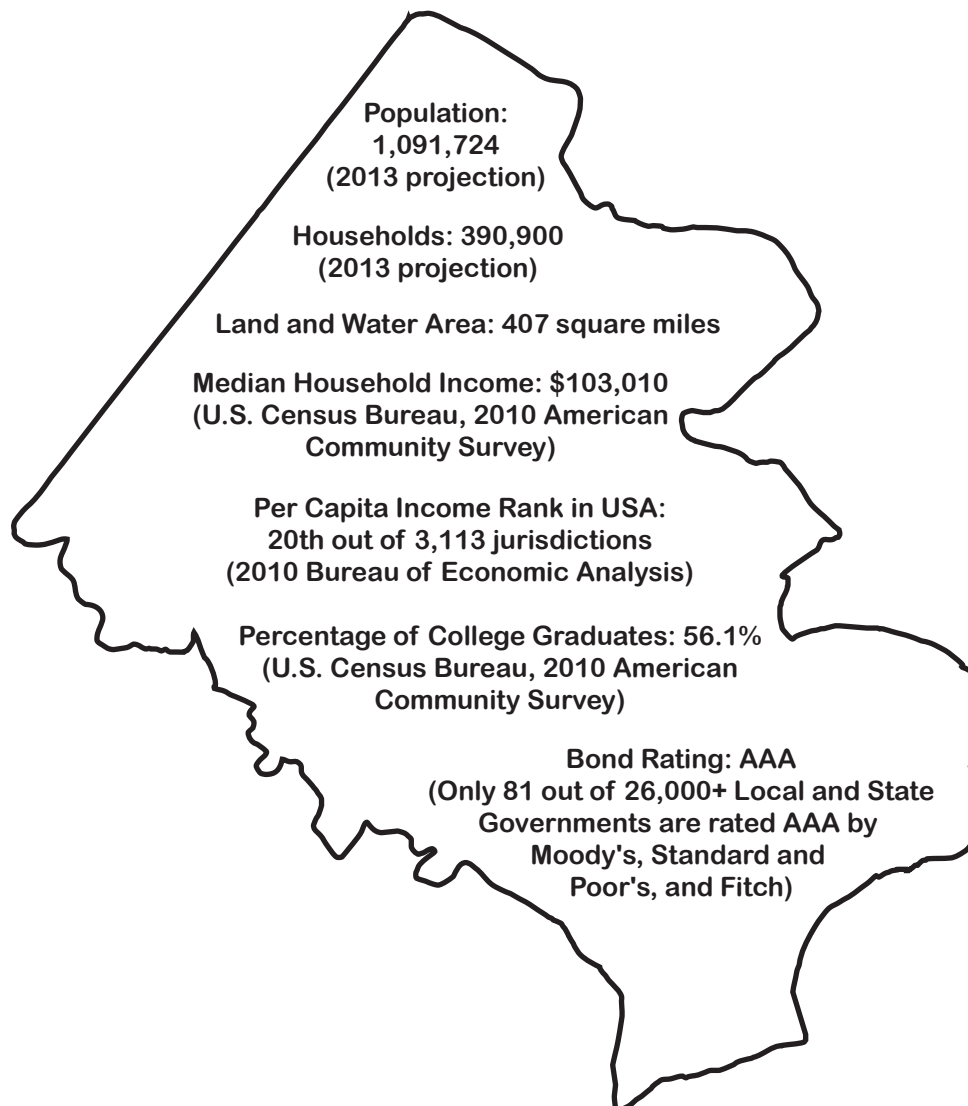 Population:
1,091,724
(2013 projection)
Households: 390,900
(2013 projection)
Land and Water Area: 407 square miles
Median Household Income: $103,010
(U.S. Census Bureau, 2010 American
Community Survey)
Per Capita Income Rank in USA:
20th out of 3,113 jurisdictions
(2010 Bureau of Economic Analysis)
Percentage of College Graduates: 56.1%
(U.S. Census Bureau, 2010 American
Community Survey)
Bond Rating: AAA
(Only 81 out of 26,000+ Local and State
Governments are rated AAA by
Moody's, Standard and
Poor's, and Fitch)